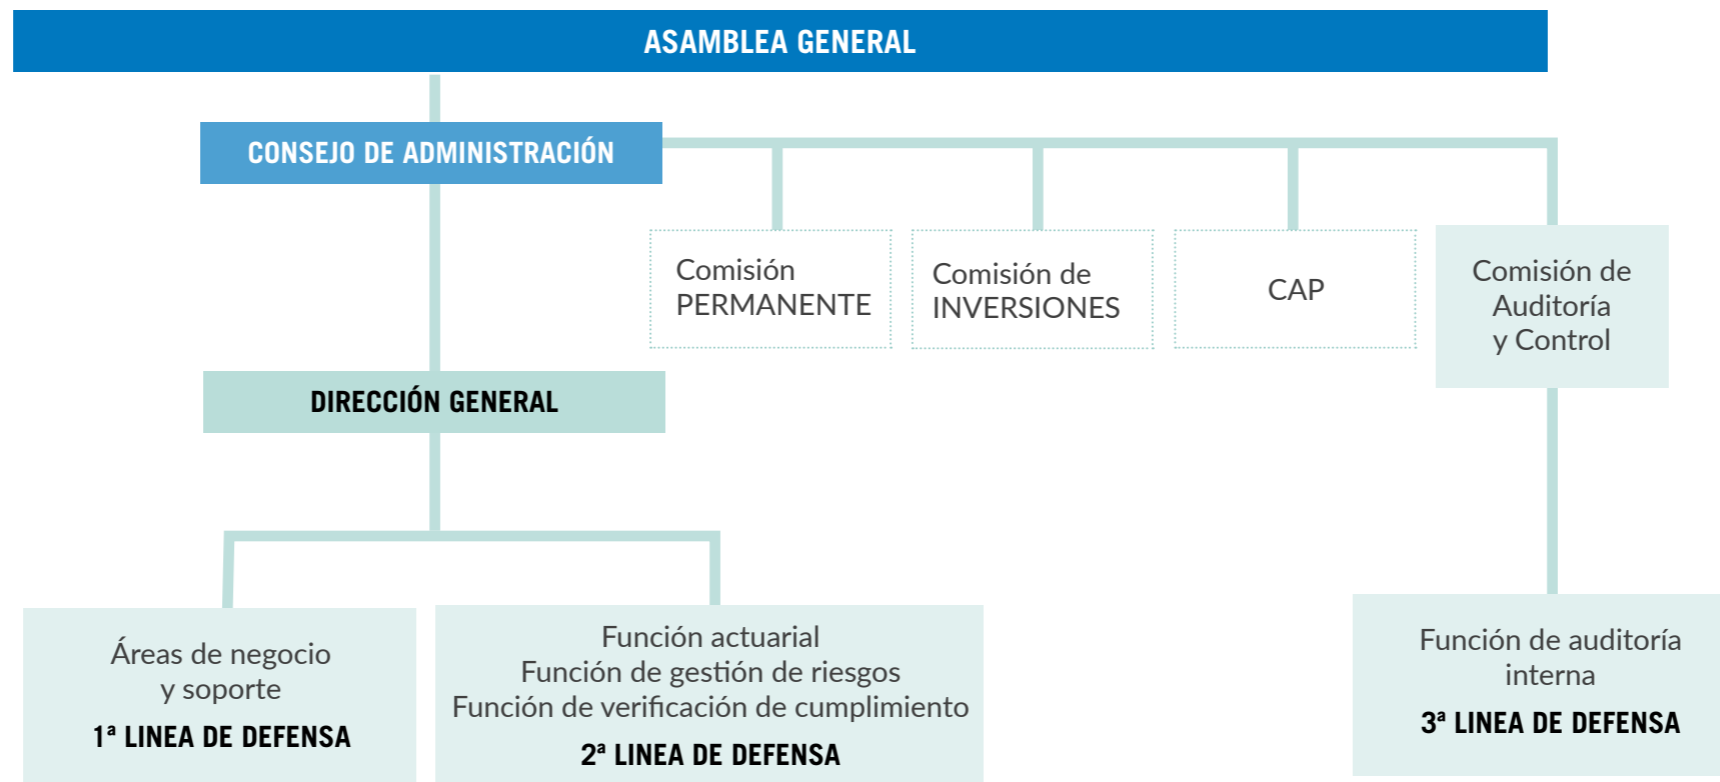 ASAMBLEA GENERAL
CONSEJO DE ADMINISTRACIÓN
Comisión
PERMANENTE
Comisión de
INVERSIONES
CAP
Comisión de
Auditoría
y Control
DIRECCIÓN GENERAL
Áreas de negocio
y soporte
1ª LINEA DE DEFENSA
Función actuarial
Función de gestión de riesgos
Función de verificación de cumplimiento
2ª LINEA DE DEFENSA
Función de auditoría
interna
3ª LINEA DE DEFENSA